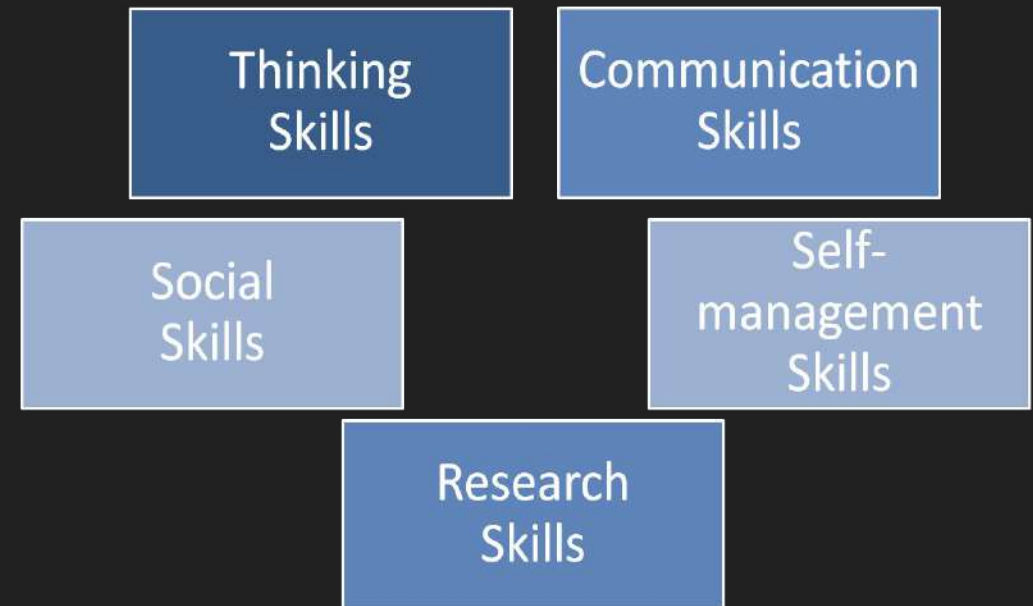 Thinking
Skills
Communication
Skills
Social
Skills
Self-
management
Skills
Research
Skills